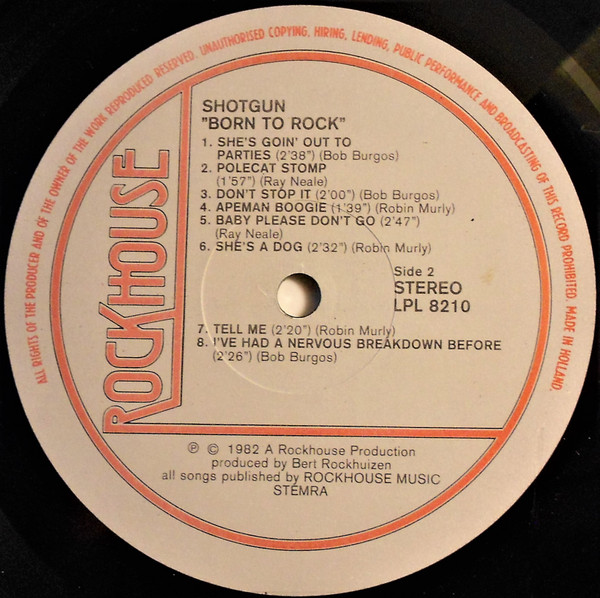 ALL RIGHTS OF THE PRODUCER AND OF THE OWNER OF THE WORK REPRODUCED RESERVED. UNAUTHORISED COPYING, HIRING, LENDING, PUBLIC PERFORMANCE AND BROADCASTING OF THIS RECORD PROHIBITED. MADE IN HOLLAND.
ROCKHOUSE
SHOTGUN
"BORN TO ROCK"
1. SHE'S GOIN' OUT TO
PARTIES (2'38") (Bob Burgos)
2. POLECAT STOMP
(1'57") (Ray Neale)
3. DON'T STOP IT (2'00") (Bob Burgos)
4. APEMAN BOOGIE (1'39") (Robin Murly)
5. BABY PLEASE DON'T GO (2'47")
(Ray Neale)
6. SHE'S A DOG (2'32") (Robin Murly)
Side 2
STEREO
LPL 8210
7. TELL ME (2'20") (Robin Murly)
8. I'VE HAD A NERVOUS BREAKDOWN BEFORE
(2'26") (Bob Burgos)
℗ © 1982 A Rockhouse Production
produced by Bert Rockhuizen
all songs published by ROCKHOUSE MUSIC
STEMRA